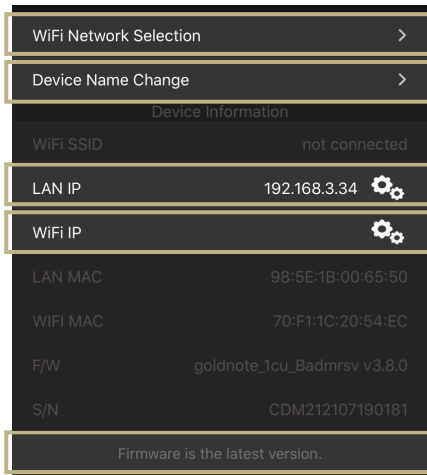 WiFi Network Selection
Device Name Change
Device Information
WiFi SSID not connected
LAN IP 192.168.3.34
WiFi IP
LAN MAC 98:5E:1B:00:65:50
WIFI MAC 70:F1:1C:20:54:EC
F/W goldnote_1cu_Badmrsv v3.8.0
S/N CDM212107190181
Firmware is the latest version.